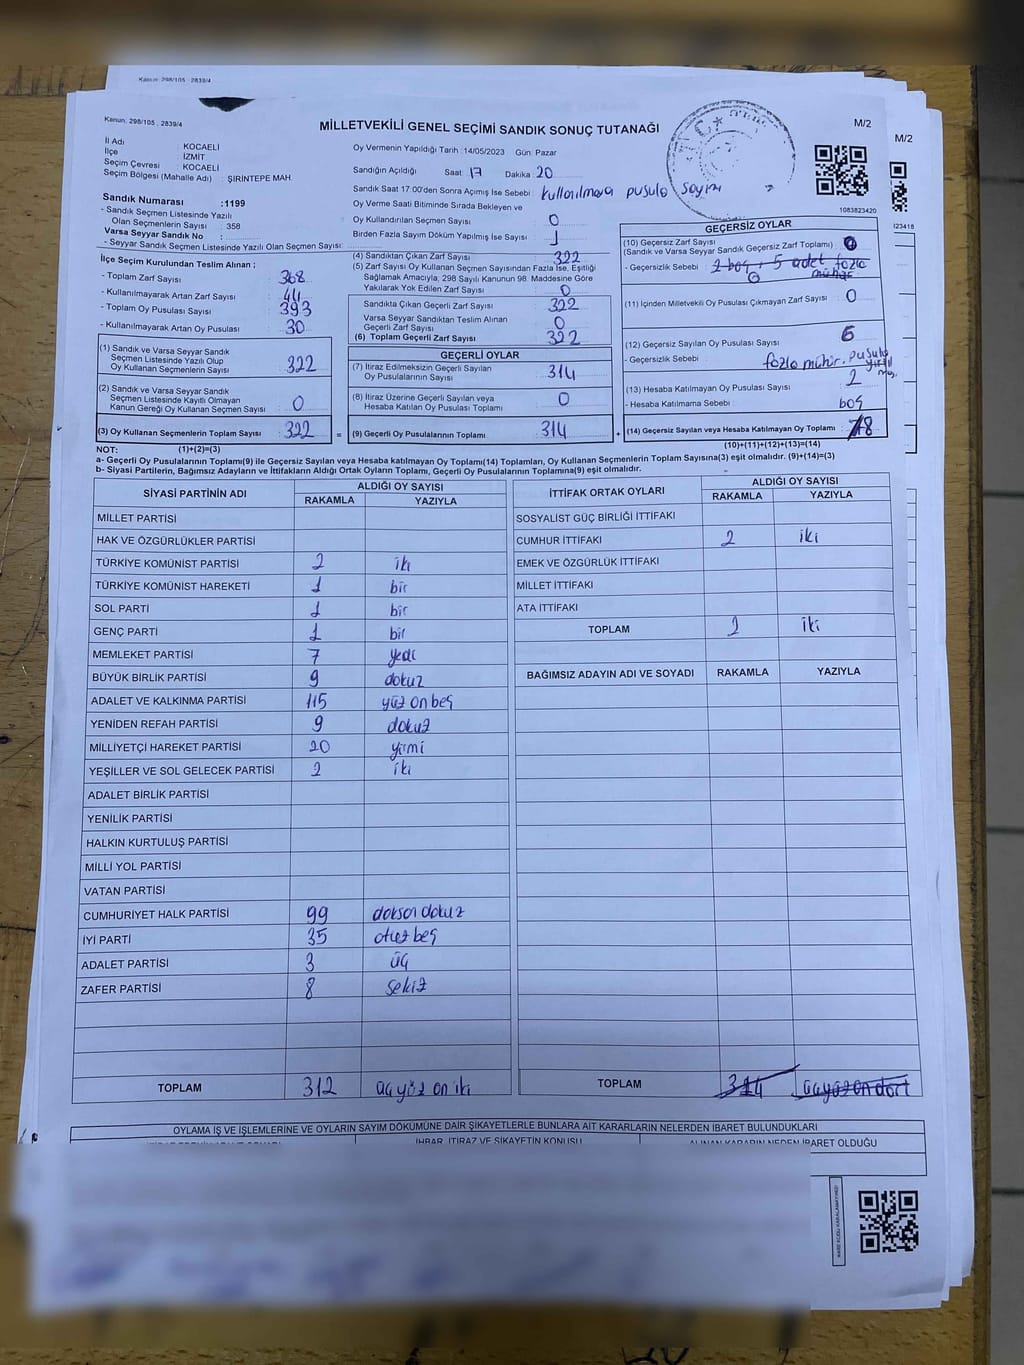 Kanun: 298/105 - 2839/4
Kanun: 298/105 , 2839/4
MİLLETVEKİLİ GENEL SEÇİMİ SANDIK SONUÇ TUTANAĞI
M/2
M/2
İl Adı : KOCAELİ
İlçe : İZMİT
Seçim Çevresi : KOCAELİ
Seçim Bölgesi (Mahalle Adı) : ŞİRİNTEPE MAH.
Sandık Numarası :1199
- Sandık Seçmen Listesinde Yazılı
Olan Seçmenlerin Sayısı : 358
Varsa Seyyar Sandık No :
- Seyyar Sandık Seçmen Listesinde Yazılı Olan Seçmen Sayısı:
Oy Vermenin Yapıldığı Tarih : 14/05/2023 Gün: Pazar
Sandığın Açıldığı Saat : 17 Dakika : 20
Sandık Saat 17.00'den Sonra Açımış İse Sebebi : kullanılmaya pusula sayımı
Oy Verme Saati Bitiminde Sırada Bekleyen ve
Oy Kullandırılan Seçmen Sayısı : 0
Birden Fazla Sayım Döküm Yapılmış İse Sayısı : 1
1083823420
I23418
İlçe Seçim Kurulundan Teslim Alınan ;
- Toplam Zarf Sayısı : 368
- Kullanılmayarak Artan Zarf Sayısı : 44
- Toplam Oy Pusulası : 393
- Kullanılmayarak Artan Oy Pusulası : 30
(1) Sandık ve Varsa Seyyar Sandık
Seçmen Listesinde Yazılı Olup
Oy Kullanan Seçmenlerin Sayısı : 322
(2) Sandık ve Varsa Seyyar Sandık
Seçmen Listesinde Kayıtlı Olmayan
Kanun Gereği Oy Kullanan Seçmen Sayısı : 0
(3) Oy Kullanan Seçmenlerin Toplam Sayısı : 322
(1)+(2)=(3)
(4) Sandıktan Çıkan Zarf Sayısı : 322
(5) Zarf Sayısı Oy Kullanan Seçmen Sayısından Fazla İse, Eşitliği
Sağlamak Amacıyla, 298 Sayılı Kanunun 98. Maddesine Göre
Yakılarak Yok Edilen Zarf Sayısı : 0
Sandıkta Çıkan Geçerli Zarf Sayısı : 322
Varsa Seyyar Sandıktan Teslim Alınan
Geçerli Zarf Sayısı : 0
(6) Toplam Geçerli Zarf Sayısı : 322
GEÇERLİ OYLAR
(7) İtiraz Edilmeksizin Geçerli Sayılan
Oy Pusulalarının Sayısı : 314
(8) İtiraz Üzerine Geçerli Sayılan veya
Hesaba Katılan Oy Pusulası Toplamı : 0
= (9) Geçerli Oy Pusulalarının Toplamı : 314
GEÇERSİZ OYLAR
(10) Geçersiz Zarf Sayısı
(Sandık ve Varsa Seyyar Sandık Geçersiz Zarf Toplamı) : 0
- Geçersizlik Sebebi : 2 boş, 5 adet fazla
mühür
0
(11) İçinden Milletvekili Oy Pusulası Çıkmayan Zarf Sayısı : 0
(12) Geçersiz Sayılan Oy Pusulası Sayısı : 6
- Geçersizlik Sebebi : fazla mühür. pusula
(13) Hesaba Katılmayan Oy Pusulası Sayısı : 2
- Hesaba Katılmama Sebebi : boş
+ (14) Geçersiz Sayılan veya Hesaba Katılmayan Oy Toplamı : 8
(10)+(11)+(12)+(13)=(14)
NOT:
a- Geçerli Oy Pusulalarının Toplamı(9) ile Geçersiz Sayılan veya Hesaba Katılmayan Oy Toplamı(14) Toplamları, Oy Kullanan Seçmenlerin Toplam Sayısına(3) eşit olmalıdır. (9)+(14)=(3)
b- Siyasi Partilerin, Bağımsız Adayların ve İttifakların Aldığı Ortak Oyların Toplamı, Geçerli Oy Pusulalarının Toplamına(9) eşit olmalıdır.
SİYASİ PARTİNİN ADI ALDIĞI OY SAYISI
RAKAMLA YAZIYLA
MİLLET PARTİSİ
HAK VE ÖZGÜRLÜKLER PARTİSİ
TÜRKİYE KOMÜNİST PARTİSİ 2 iki
TÜRKİYE KOMÜNİST HAREKETİ 1 bir
SOL PARTİ 1 bir
GENÇ PARTİ 1 bir
MEMLEKET PARTİSİ 7 yedi
BÜYÜK BİRLİK PARTİSİ 9 dokuz
ADALET VE KALKINMA PARTİSİ 115 yüz on beş
YENİDEN REFAH PARTİSİ 9 dokuz
MİLLİYETÇİ HAREKET PARTİSİ 20 yirmi
YEŞİLLER VE SOL GELECEK PARTİSİ 2 iki
ADALET BİRLİK PARTİSİ
YENİLİK PARTİSİ
HALKIN KURTULUŞ PARTİSİ
MİLLİ YOL PARTİSİ
VATAN PARTİSİ
CUMHURİYET HALK PARTİSİ 99 doksan dokuz
İYİ PARTİ 35 otuz beş
ADALET PARTİSİ 3 üç
ZAFER PARTİSİ 8 sekiz
TOPLAM 312 üç yüz on iki
İTTİFAK ORTAK OYLARI ALDIĞI OY SAYISI
RAKAMLA YAZIYLA
SOSYALİST GÜÇ BİRLİĞİ İTTİFAKI
CUMHUR İTTİFAKI 2 iki
EMEK VE ÖZGÜRLÜK İTTİFAKI
MİLLET İTTİFAKI
ATA İTTİFAKI
TOPLAM 2 iki
BAĞIMSIZ ADAYIN ADI VE SOYADI RAKAMLA YAZIYLA
TOPLAM 314 üçyüz on dört
OYLAMA İŞ VE İŞLEMLERİNE VE OYLARIN SAYIM DÖKÜMÜNE DAİR ŞİKAYETLERLE BUNLARA AİT KARARLARIN NELERDEN İBARET BULUNDUKLARI
İHBAR, İTİRAZ VE ŞİKAYETİN KONUSU ALINAN KARARIN NEDEN İBARET OLDUĞU